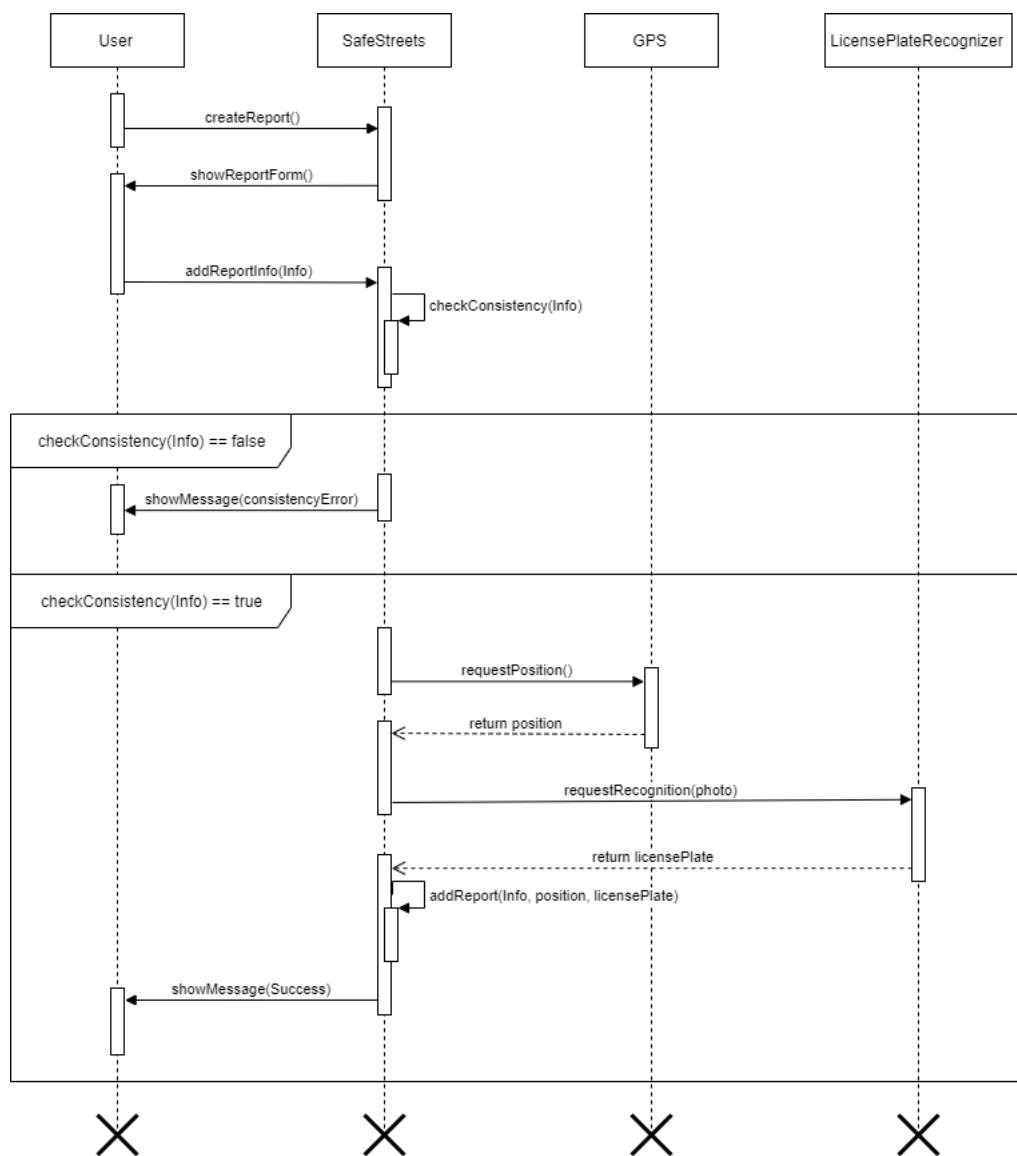 User
SafeStreets
GPS
LicensePlateRecognizer
createReport()
showReportForm()
addReportInfo(Info)
checkConsistency(Info)
checkConsistency(Info) == false
showMessage(consistencyError)
checkConsistency(Info) == true
requestPosition()
return position
requestRecognition(photo)
return licensePlate
addReport(Info, position, licensePlate)
showMessage(Success)